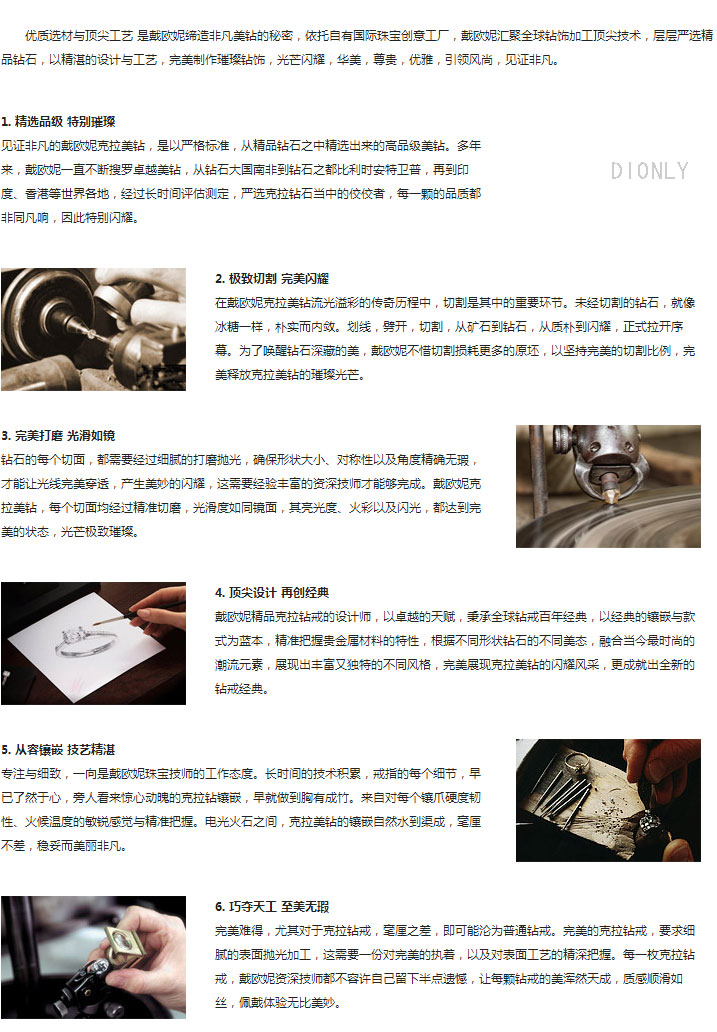 优质选材与顶尖工艺 是戴欧妮缔造非凡美钻的秘密，依托自有国际珠宝创意工厂，戴欧妮汇聚全球钻饰加工顶尖技术，层层严选精
品钻石，以精湛的设计与工艺，完美制作璀璨钻饰，光芒闪耀，华美，尊贵，优雅，引领风尚，见证非凡。
1. 精选品级 特别璀璨
见证非凡的戴欧妮克拉美钻，是以严格标准，从精品钻石之中精选出来的高品级美钻。多年
来，戴欧妮一直不断搜罗卓越美钻，从钻石大国南非到钻石之都比利时安特卫普，再到印
度、香港等世界各地，经过长时间评估测定，严选克拉钻石当中的佼佼者，每一颗的品质都
非同凡响，因此特别闪耀。
DIONLY
2. 极致切割 完美闪耀
在戴欧妮克拉美钻流光溢彩的传奇历程中，切割是其中的重要环节。未经切割的钻石，就像
冰糖一样，朴实而内敛。划线，劈开，切割，从矿石到钻石，从质朴到闪耀，正式拉开序
幕。为了唤醒钻石深藏的美，戴欧妮不惜切割损耗更多的原坯，以坚持完美的切割比例，完
美释放克拉美钻的璀璨光芒。
3. 完美打磨 光滑如镜
钻石的每个切面，都需要经过细腻的打磨抛光，确保形状大小、对称性以及角度精确无瑕，
才能让光线完美穿透，产生美妙的闪耀，这需要经验丰富的资深技师才能够完成。戴欧妮克
拉美钻，每个切面均经过精准切磨，光滑度如同镜面，其亮光度、火彩以及闪光，都达到完
美的状态，光芒极致璀璨。
4. 顶尖设计 再创经典
戴欧妮精品克拉钻戒的设计师，以卓越的天赋，秉承全球钻戒百年经典，以经典的镶嵌与款
式为蓝本，精准把握贵金属材料的特性，根据不同形状钻石的不同美态，融合当今最时尚的
潮流元素，展现出丰富又独特的不同风格，完美展现克拉美钻的闪耀风采，更成就出全新的
钻戒经典。
5. 从容镶嵌 技艺精湛
专注与细致，一向是戴欧妮珠宝技师的工作态度。长时间的技术积累，戒指的每个细节，早
已了然于心，旁人看来惊心动魄的克拉钻镶嵌，早就做到胸有成竹。来自对每个镶爪硬度韧
性、火候温度的敏锐感觉与精准把握。电光火石之间，克拉美钻的镶嵌自然水到渠成，毫厘
不差，稳妥而美丽非凡。
6. 巧夺天工 至美无瑕
完美难得，尤其对于克拉钻戒，毫厘之差，即可能沦为普通钻戒。完美的克拉钻戒，要求细
腻的表面抛光加工，这需要一份对完美的执着，以及对表面工艺的精深把握。每一枚克拉钻
戒，戴欧妮资深技师都不容许自己留下半点遗憾，让每颗钻戒的美浑然天成，质感顺滑如
丝，佩戴体验无比美妙。